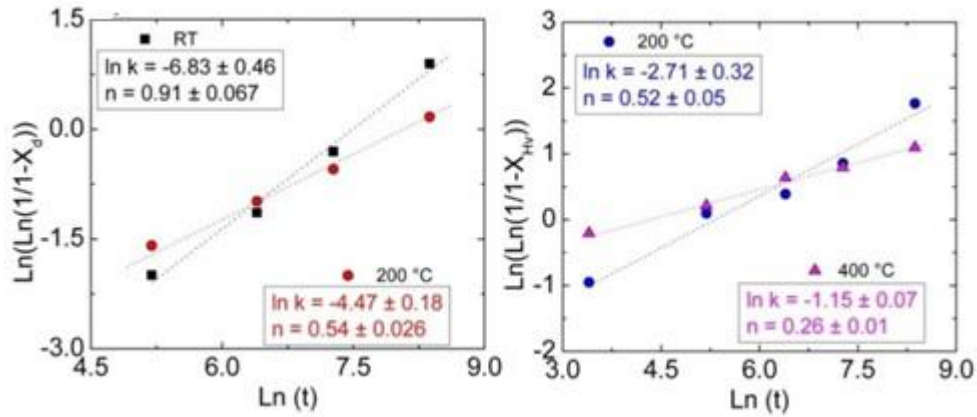 1.5
0.0
-1.5
-3.0
Ln(Ln(1/1-Xd))
RT
ln k = -6.83 ± 0.46
n = 0.91 ± 0.067
200 °C
ln k = -4.47 ± 0.18
n = 0.54 ± 0.026
4.5 6.0 7.5 9.0
Ln (t)
3
2
1
0
-1
-2
Ln(Ln(1/1-XHv))
200 °C
ln k = -2.71 ± 0.32
n = 0.52 ± 0.05
400 °C
ln k = -1.15 ± 0.07
n = 0.26 ± 0.01
3.0 4.5 6.0 7.5 9.0
Ln (t)